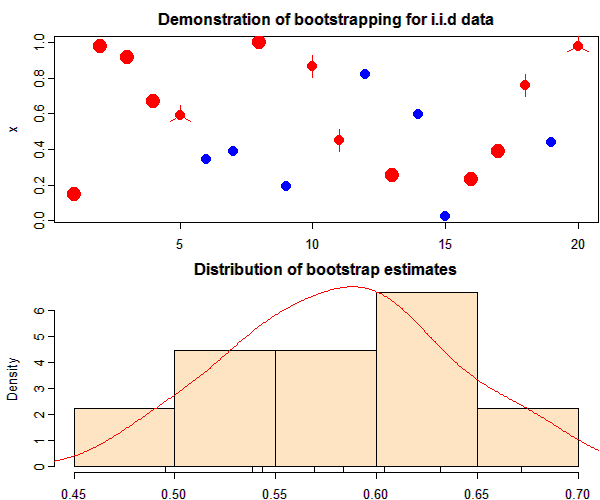 Demonstration of bootstrapping for i.i.d data
x
0.0 0.2 0.4 0.6 0.8 1.0
5 10 15 20
Distribution of bootstrap estimates
Density
0 1 2 3 4 5 6
0.45 0.50 0.55 0.60 0.65 0.70